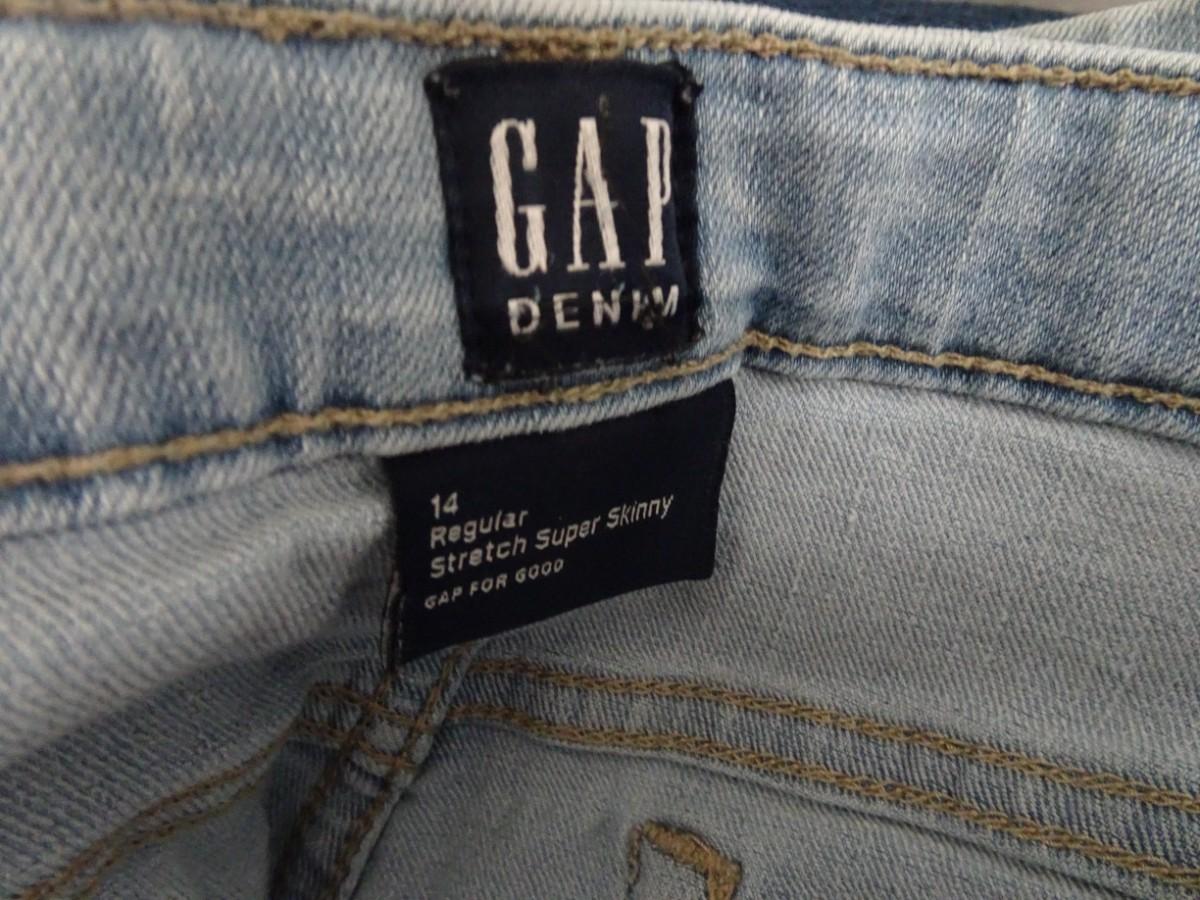 GAP
DENIM
14
Regular
Stretch Super Skinny
GAP FOR GOOD